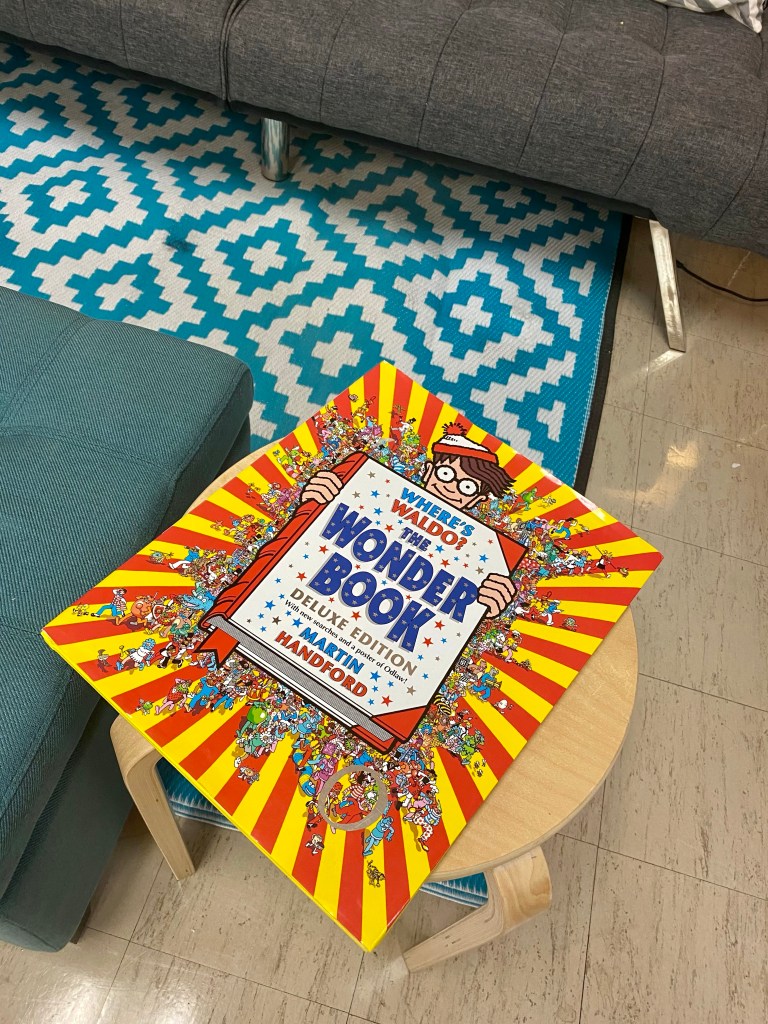 WHERE'S
WALDO?
THE
WONDER
BOOK
DELUXE EDITION
With new searches and a poster of Odlaw!
MARTIN
HANDFORD